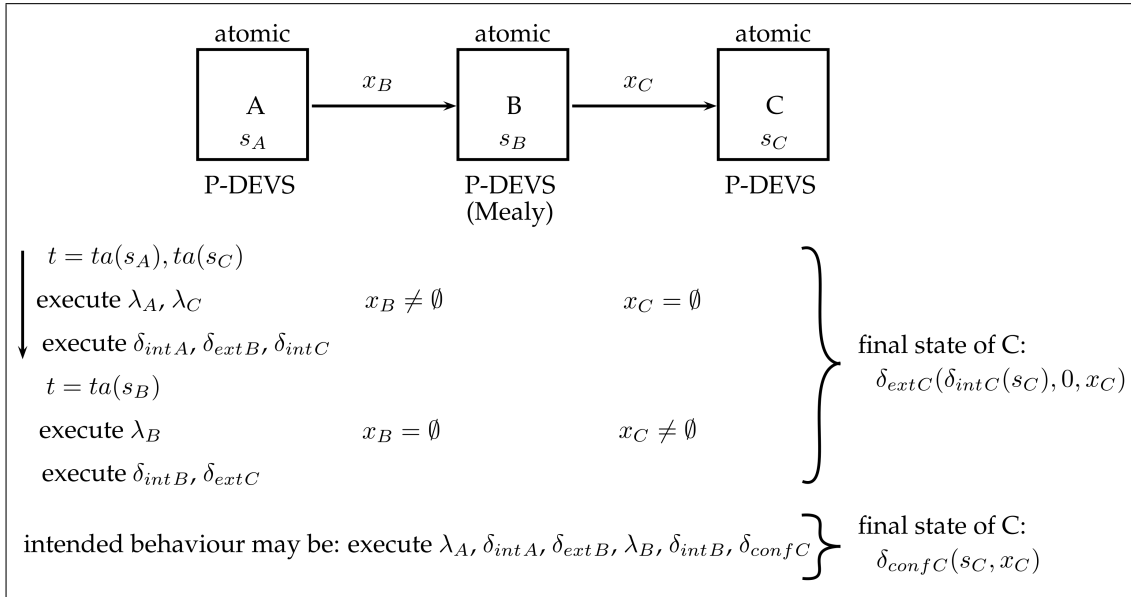 atomic atomic atomic
x_B x_C
A B C
s_A s_B s_C
P-DEVS P-DEVS P-DEVS
(Mealy)
t = ta(s_A), ta(s_C)
execute λ_A, λ_C x_B ≠ ∅ x_C = ∅
execute δ_intA, δ_extB, δ_intC
final state of C:
δ_extC(δ_intC(s_C), 0, x_C)
t = ta(s_B)
execute λ_B x_B = ∅ x_C ≠ ∅
execute δ_intB, δ_extC
intended behaviour may be: execute λ_A, δ_intA, δ_extB, λ_B, δ_intB, δ_confC
final state of C:
δ_confC(s_C, x_C)